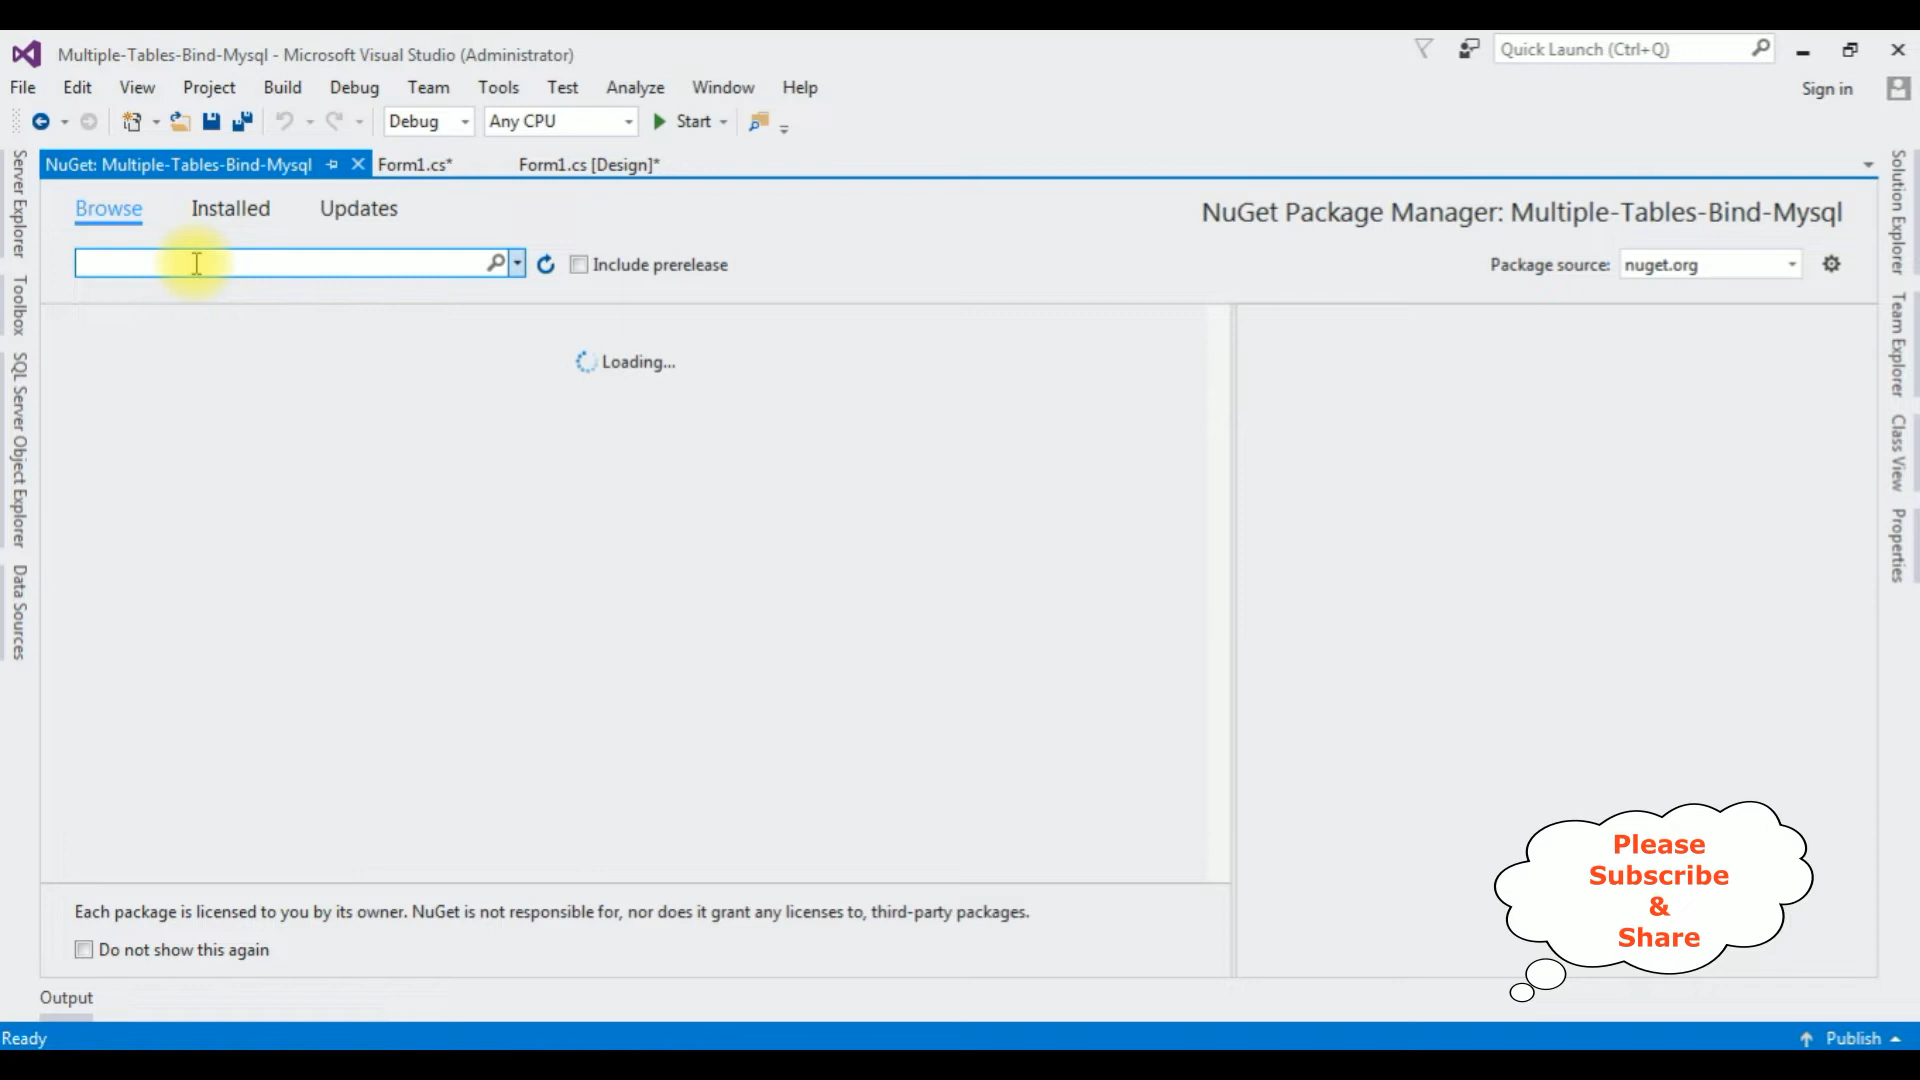 Multiple-Tables-Bind-Mysql - Microsoft Visual Studio (Administrator)
Quick Launch (Ctrl+Q)
File Edit View Project Build Debug Team Tools Test Analyze Window Help
Sign in
Debug Any CPU Start
NuGet: Multiple-Tables-Bind-Mysql Form1.cs* Form1.cs [Design]*
Browse Installed Updates
NuGet Package Manager: Multiple-Tables-Bind-Mysql
Include prerelease
Package source: nuget.org
Loading...
Server Explorer
Toolbox
SQL Server Object Explorer
Data Sources
Solution Explorer
Team Explorer
Class View
Properties
Please
Subscribe
&
Share
Each package is licensed to you by its owner. NuGet is not responsible for, nor does it grant any licenses to, third-party packages.
Do not show this again
Output
Ready
Publish